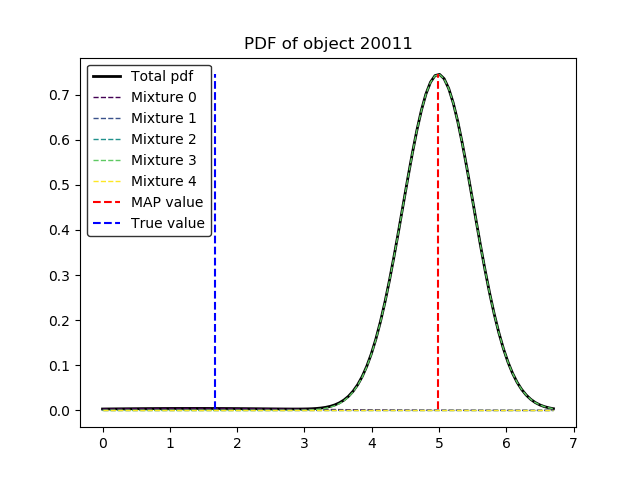 PDF of object 20011
Total pdf
Mixture 0
Mixture 1
Mixture 2
Mixture 3
Mixture 4
MAP value
True value
0.7
0.6
0.5
0.4
0.3
0.2
0.1
0.0
0 1 2 3 4 5 6 7